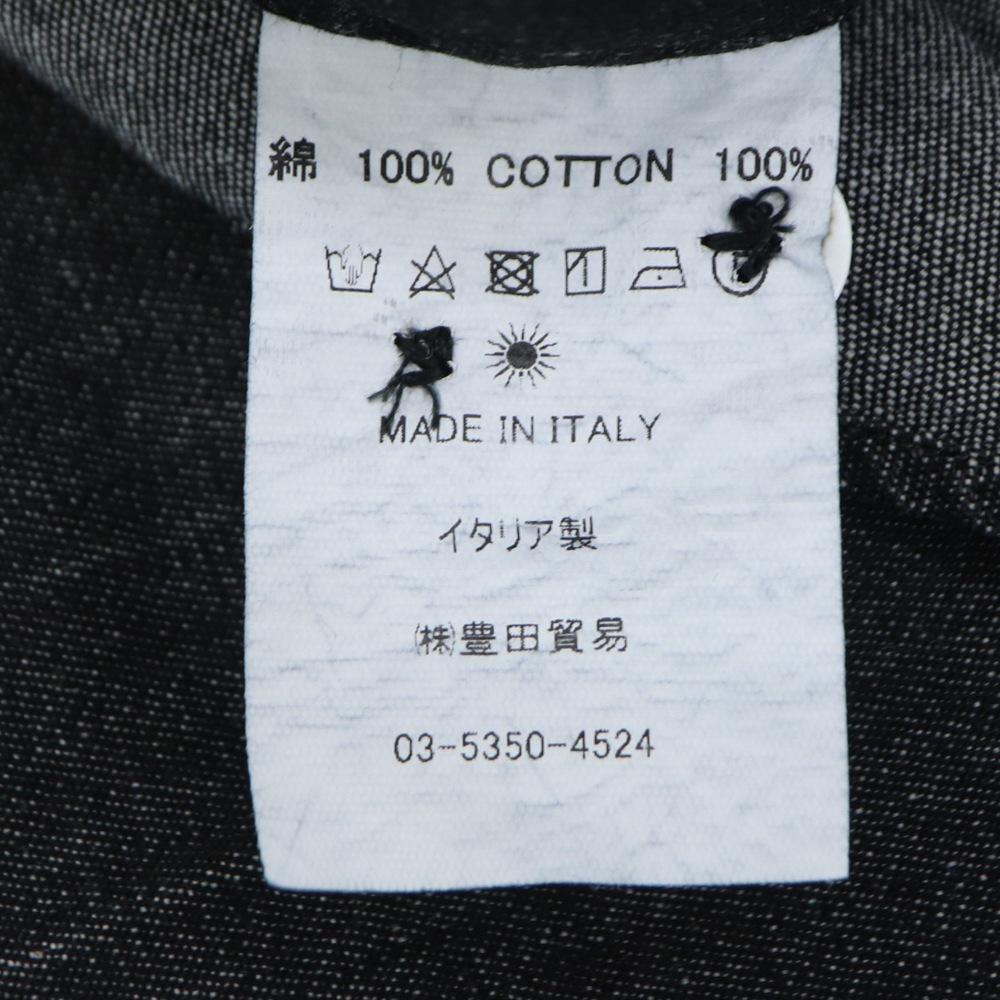 綿 100% COTTON 100%
MADE IN ITALY
イタリア製
㈱豊田貿易
03-5350-4524